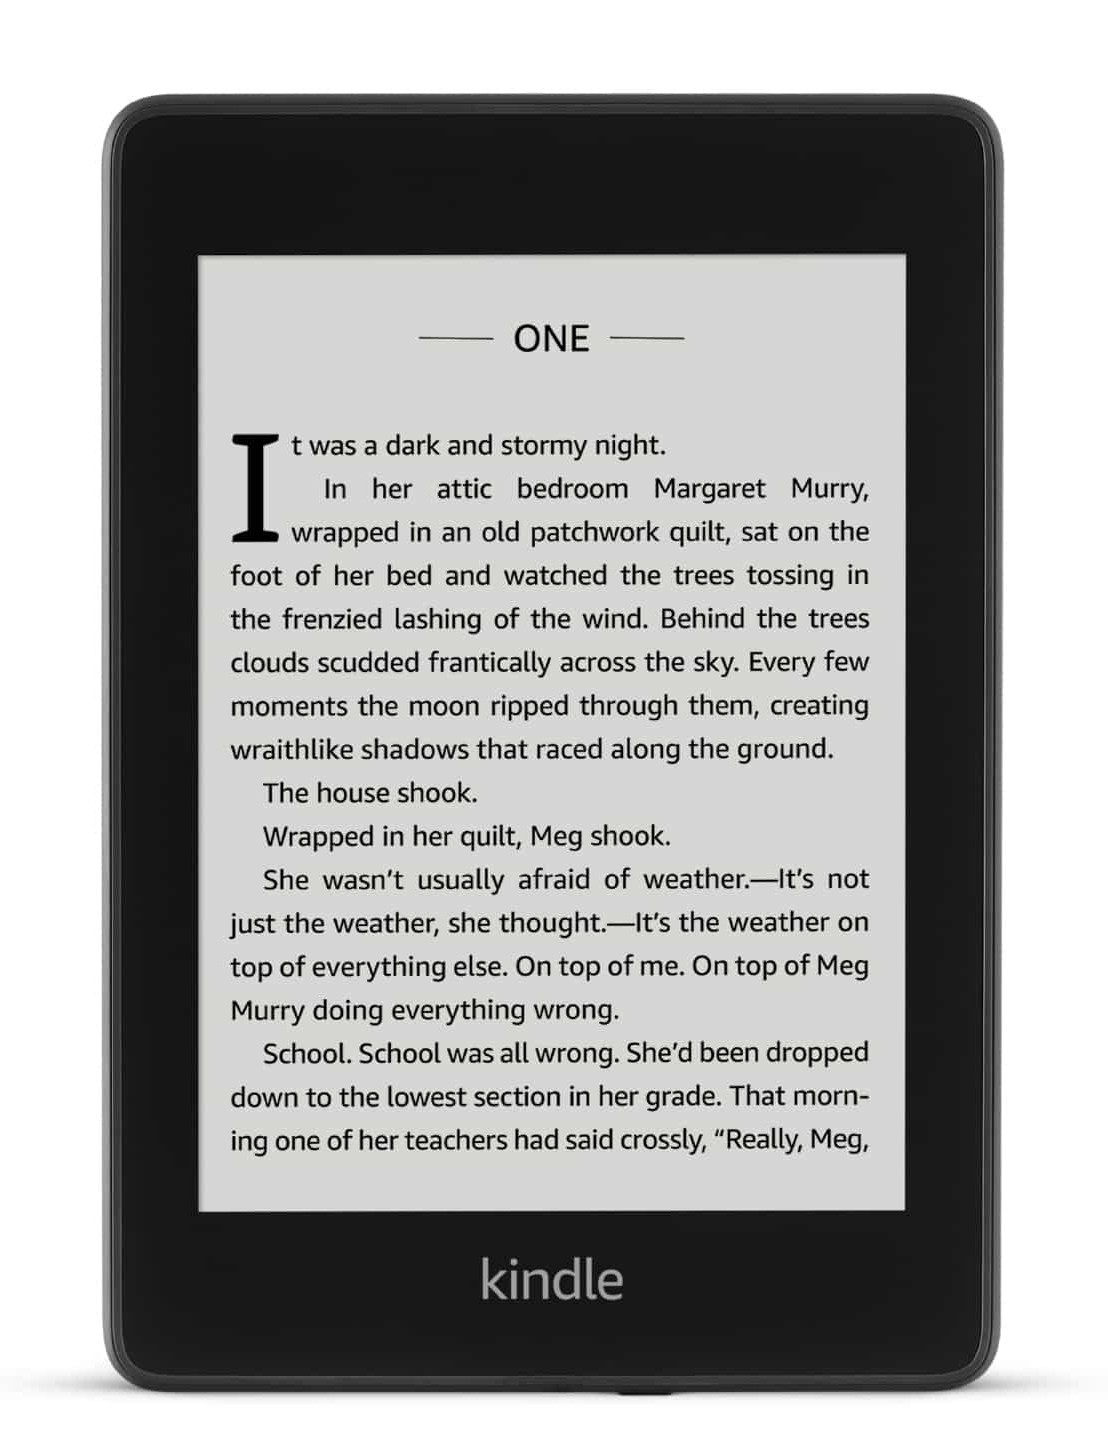 ONE
It was a dark and stormy night.
In her attic bedroom Margaret Murry,
wrapped in an old patchwork quilt, sat on the
foot of her bed and watched the trees tossing in
the frenzied lashing of the wind. Behind the trees
clouds scudded frantically across the sky. Every few
moments the moon ripped through them, creating
wraithlike shadows that raced along the ground.
The house shook.
Wrapped in her quilt, Meg shook.
She wasn’t usually afraid of weather.—It’s not
just the weather, she thought.—It’s the weather on
top of everything else. On top of me. On top of Meg
Murry doing everything wrong.
School. School was all wrong. She’d been dropped
down to the lowest section in her grade. That morn-
ing one of her teachers had said crossly, “Really, Meg,
kindle